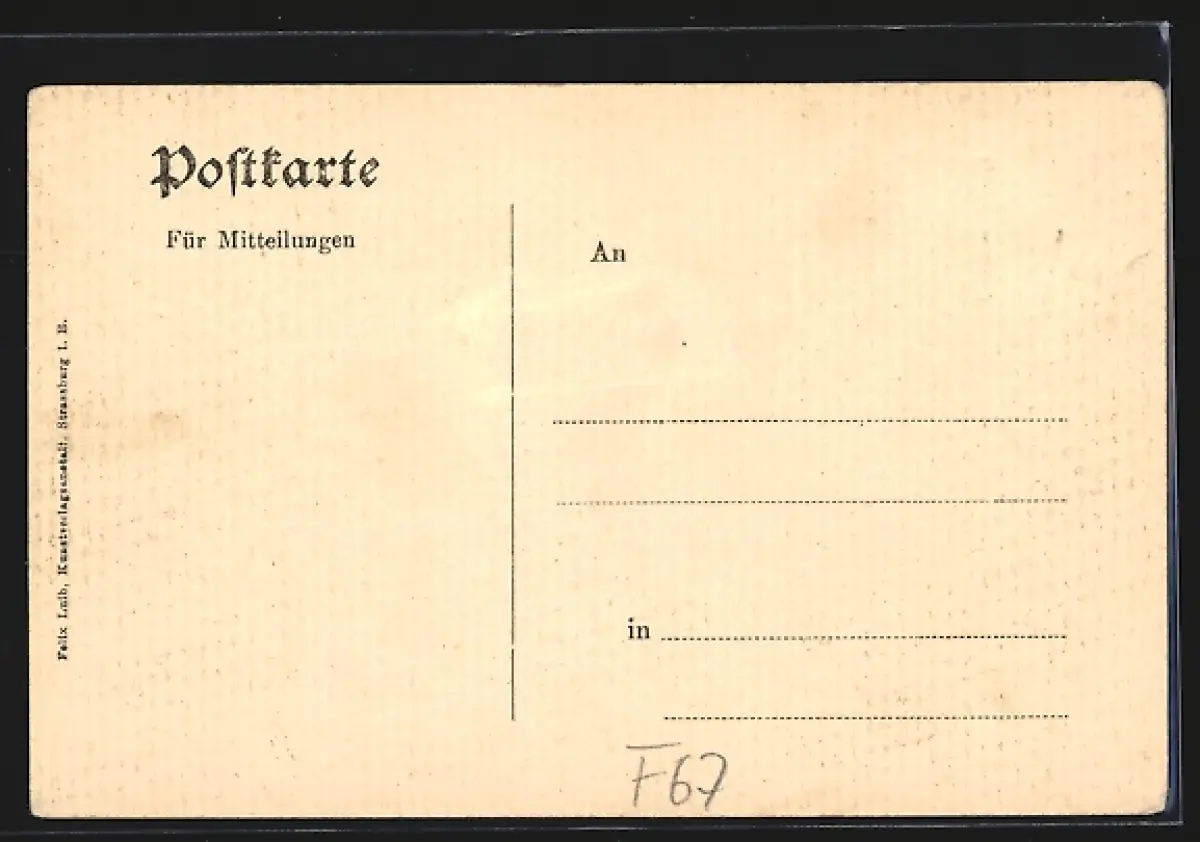 Poſtkarte
Für Mitteilungen
An
in
Felix Luib, Kunstverlagsanstalt, Strassburg i. E.
F67